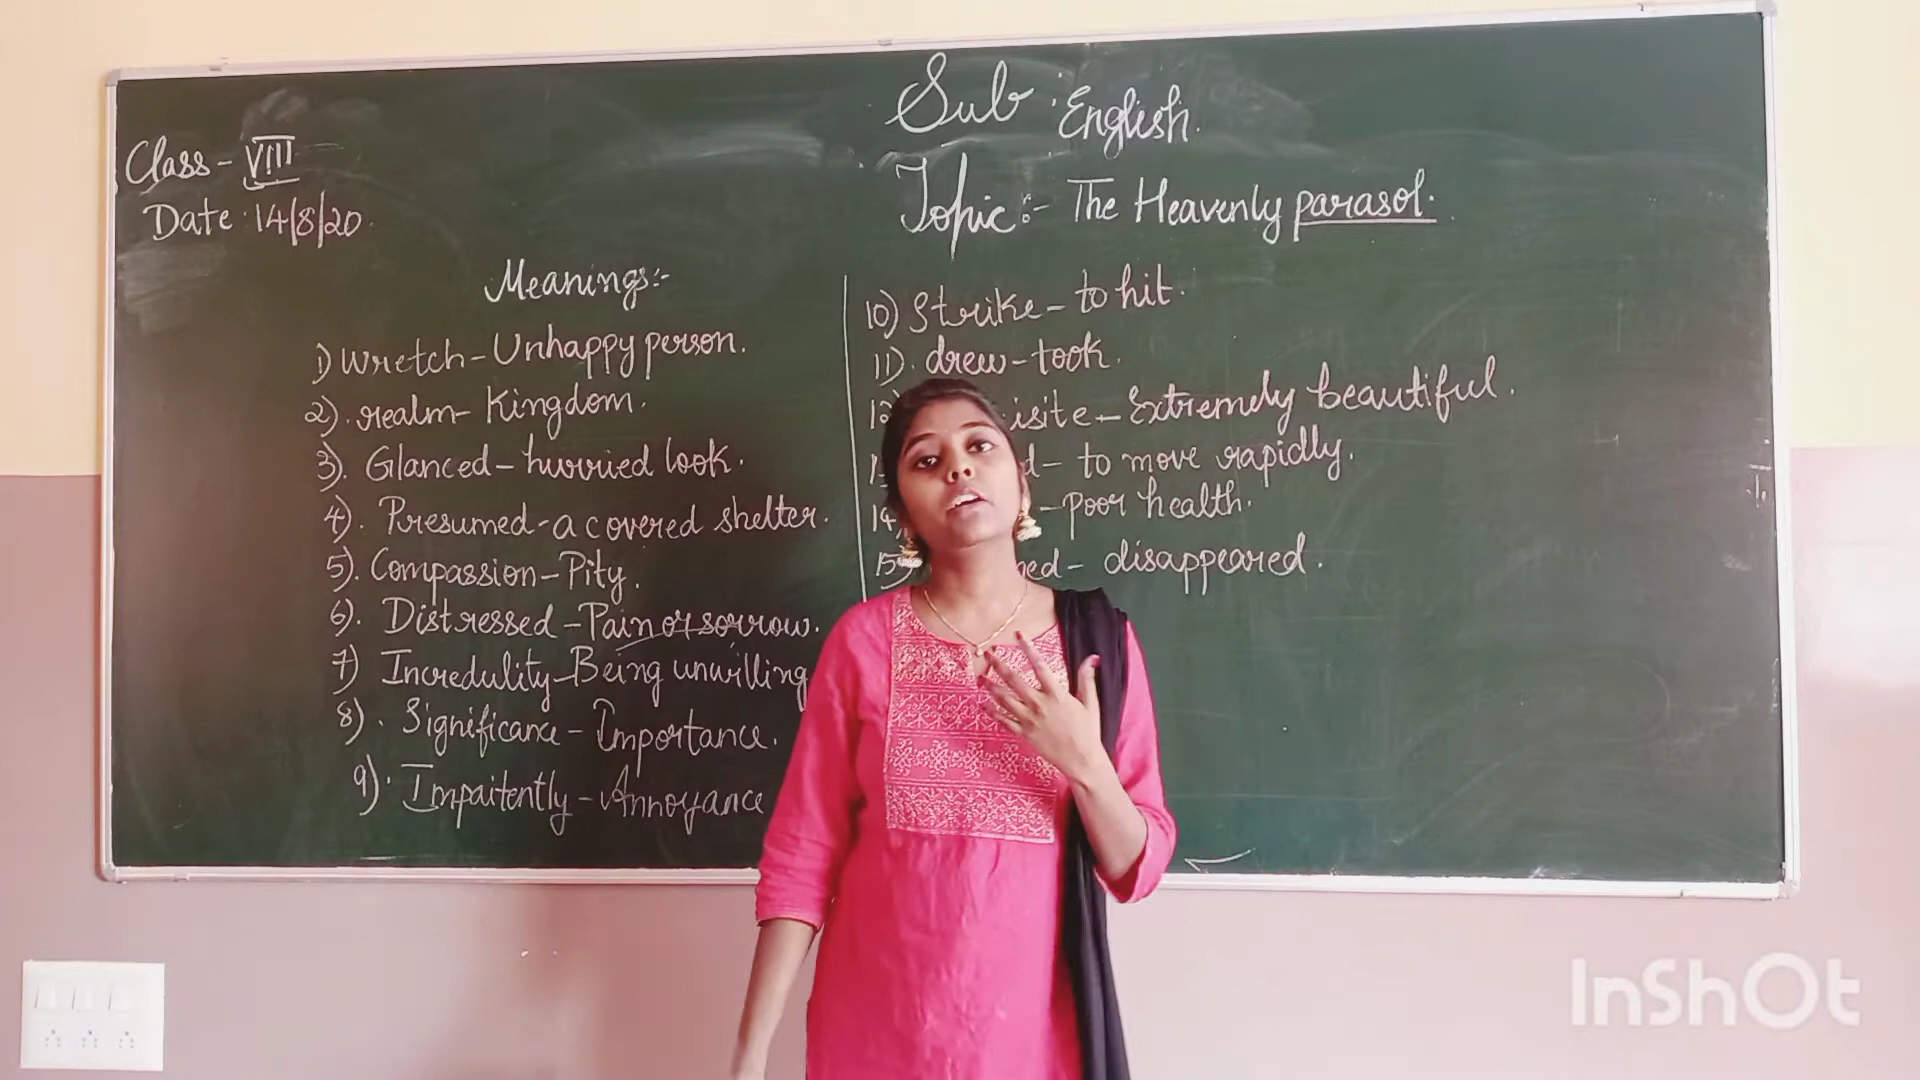 Sub : English.
Class - VIII
Topic :- The Heavenly parasol.
Date : 14/8/20
Meanings:-
1) Wretch - Unhappy person.
2). realm - Kingdom.
3). Glanced - hurried look.
4). Presumed - a covered shelter.
5). Compassion - Pity.
6). Distressed - Pain or sorrow.
7) Incredulity - Being unwilling
8). Significance - Importance.
9). Impaitently - Annoyance
10) Strike - to hit.
11). drew - took.
isite - Extremely beautiful.
d - to move rapidly.
14 - Poor health.
15) ed - disappeared.
InShOt